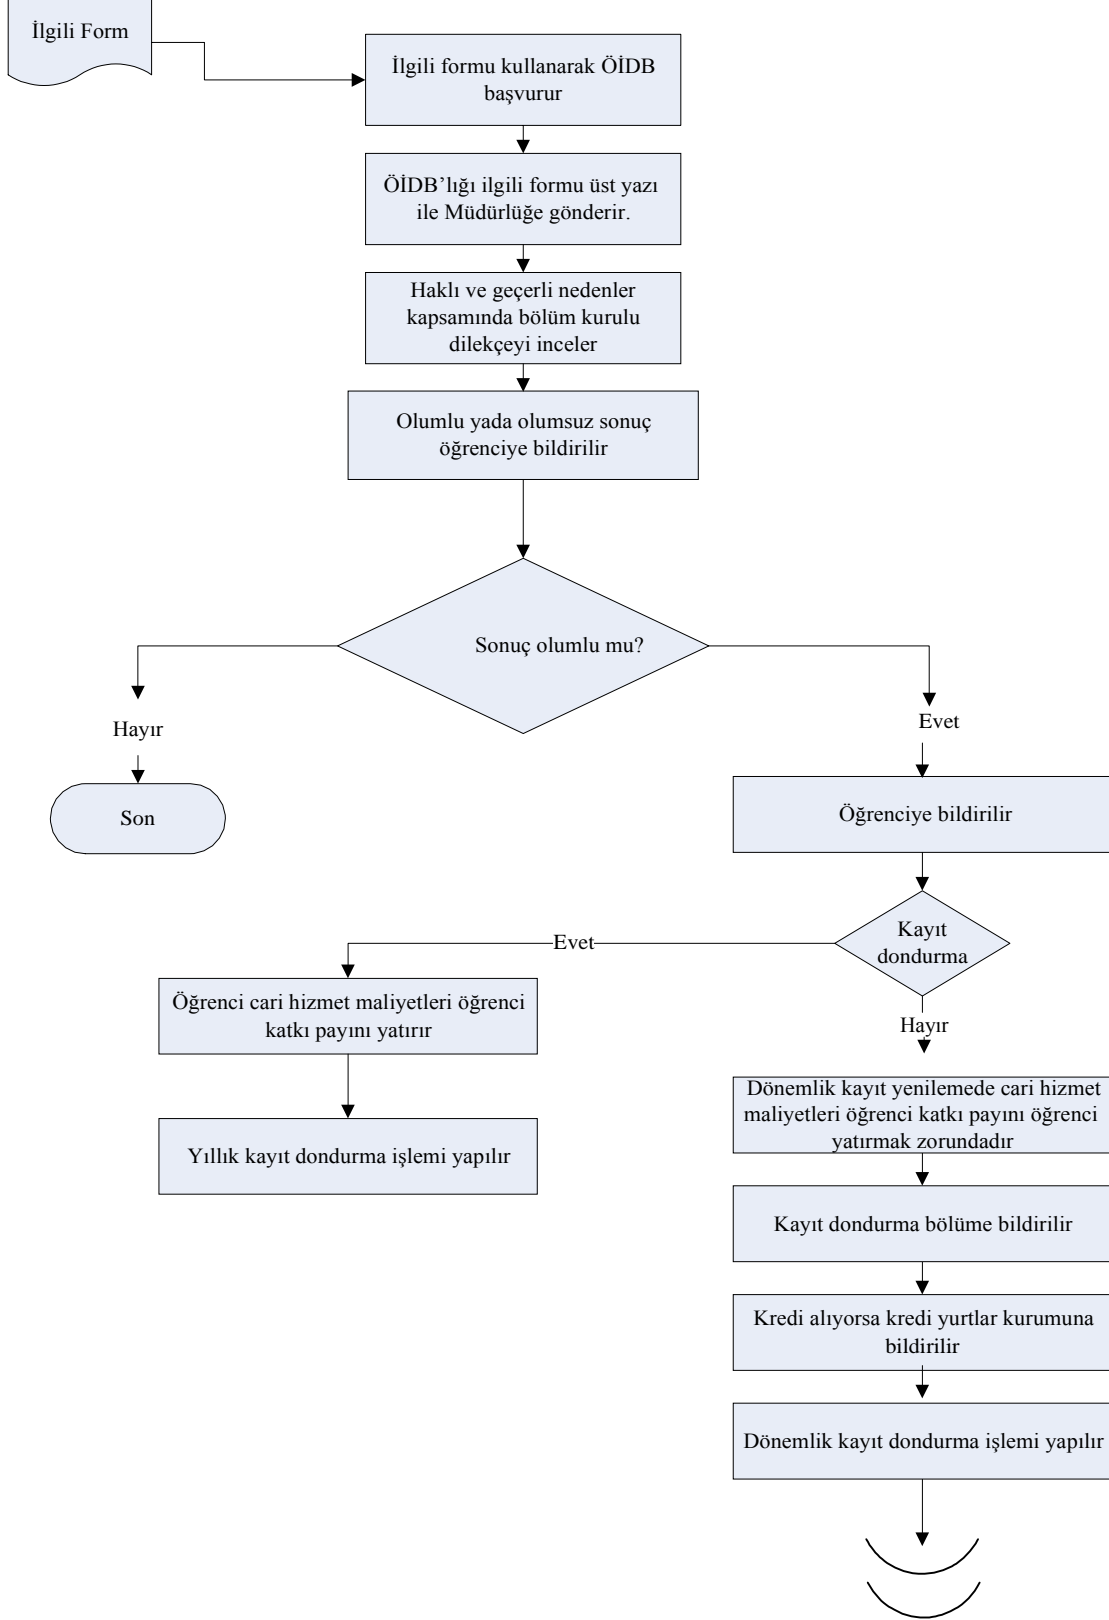 İlgili Form
İlgili formu kullanarak ÖİDB
başvurur
ÖİDB’lığı ilgili formu üst yazı
ile Müdürlüğe gönderir.
Haklı ve geçerli nedenler
kapsamında bölüm kurulu
dilekçeyi inceler
Olumlu yada olumsuz sonuç
öğrenciye bildirilir
Sonuç olumlu mu?
Hayır
Evet
Son
Öğrenciye bildirilir
Kayıt
dondurma
Evet
Hayır
Öğrenci cari hizmet maliyetleri öğrenci
katkı payını yatırır
Yıllık kayıt dondurma işlemi yapılır
Dönemlik kayıt yenilemede cari hizmet
maliyetleri öğrenci katkı payını öğrenci
yatırmak zorundadır
Kayıt dondurma bölüme bildirilir
Kredi alıyorsa kredi yurtlar kurumuna
bildirilir
Dönemlik kayıt dondurma işlemi yapılır